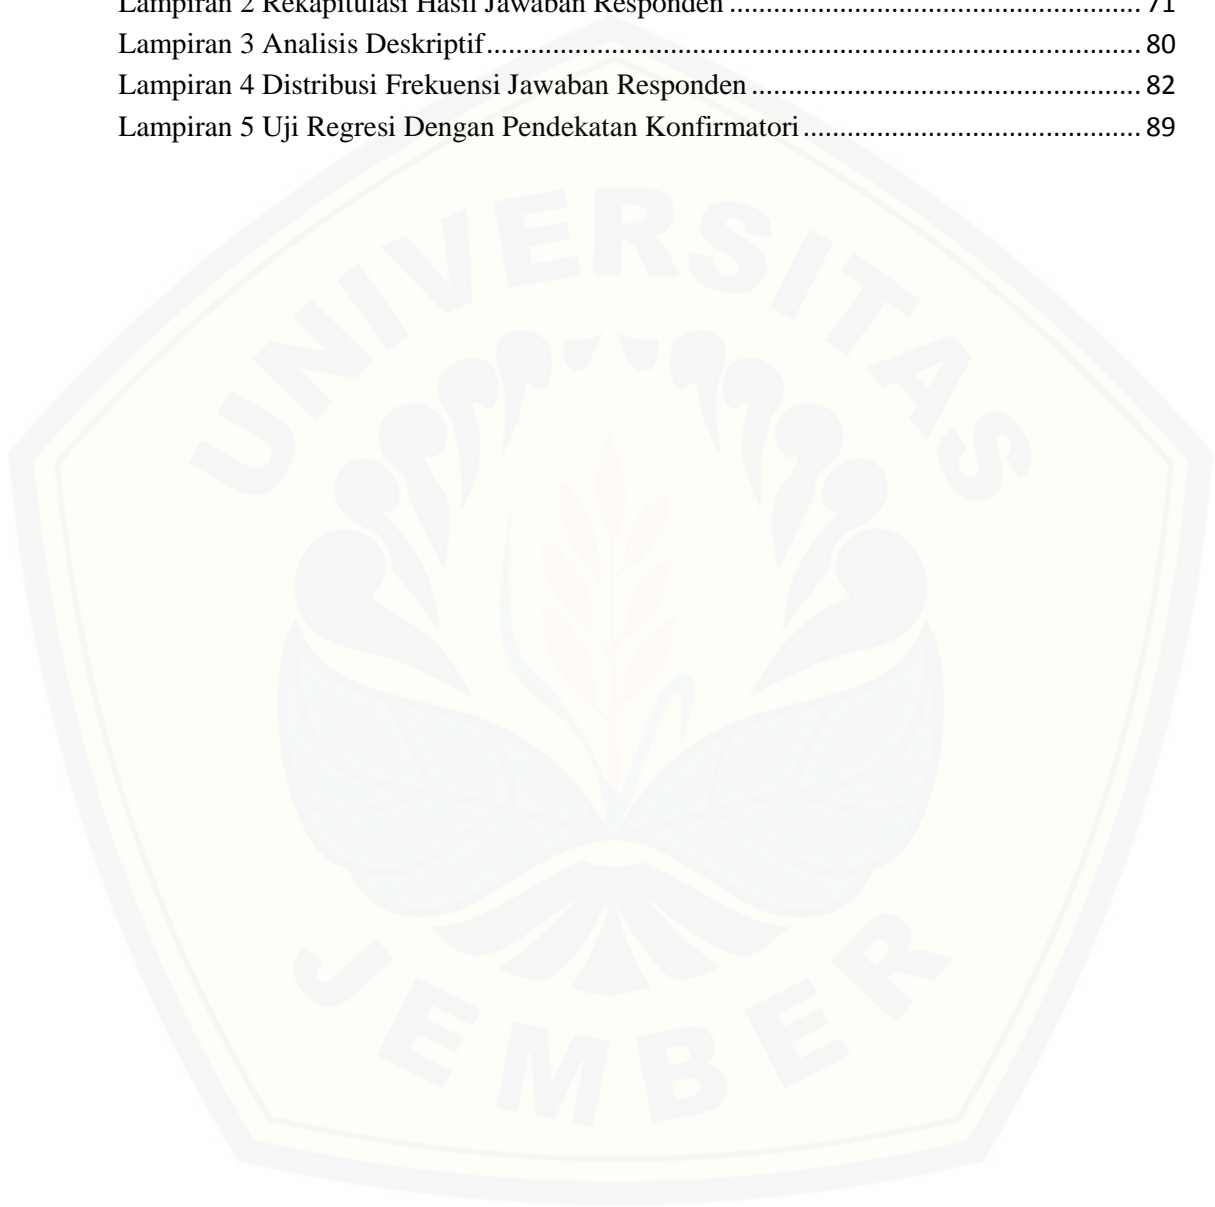 Lampiran 2 Rekapitulasi Hasil Jawaban Responden ........................................................ 71
Lampiran 3 Analisis Deskriptif......................................................................................... 80
Lampiran 4 Distribusi Frekuensi Jawaban Responden ..................................................... 82
Lampiran 5 Uji Regresi Dengan Pendekatan Konfirmatori.............................................. 89
UNIVERSITAS
JEMBER